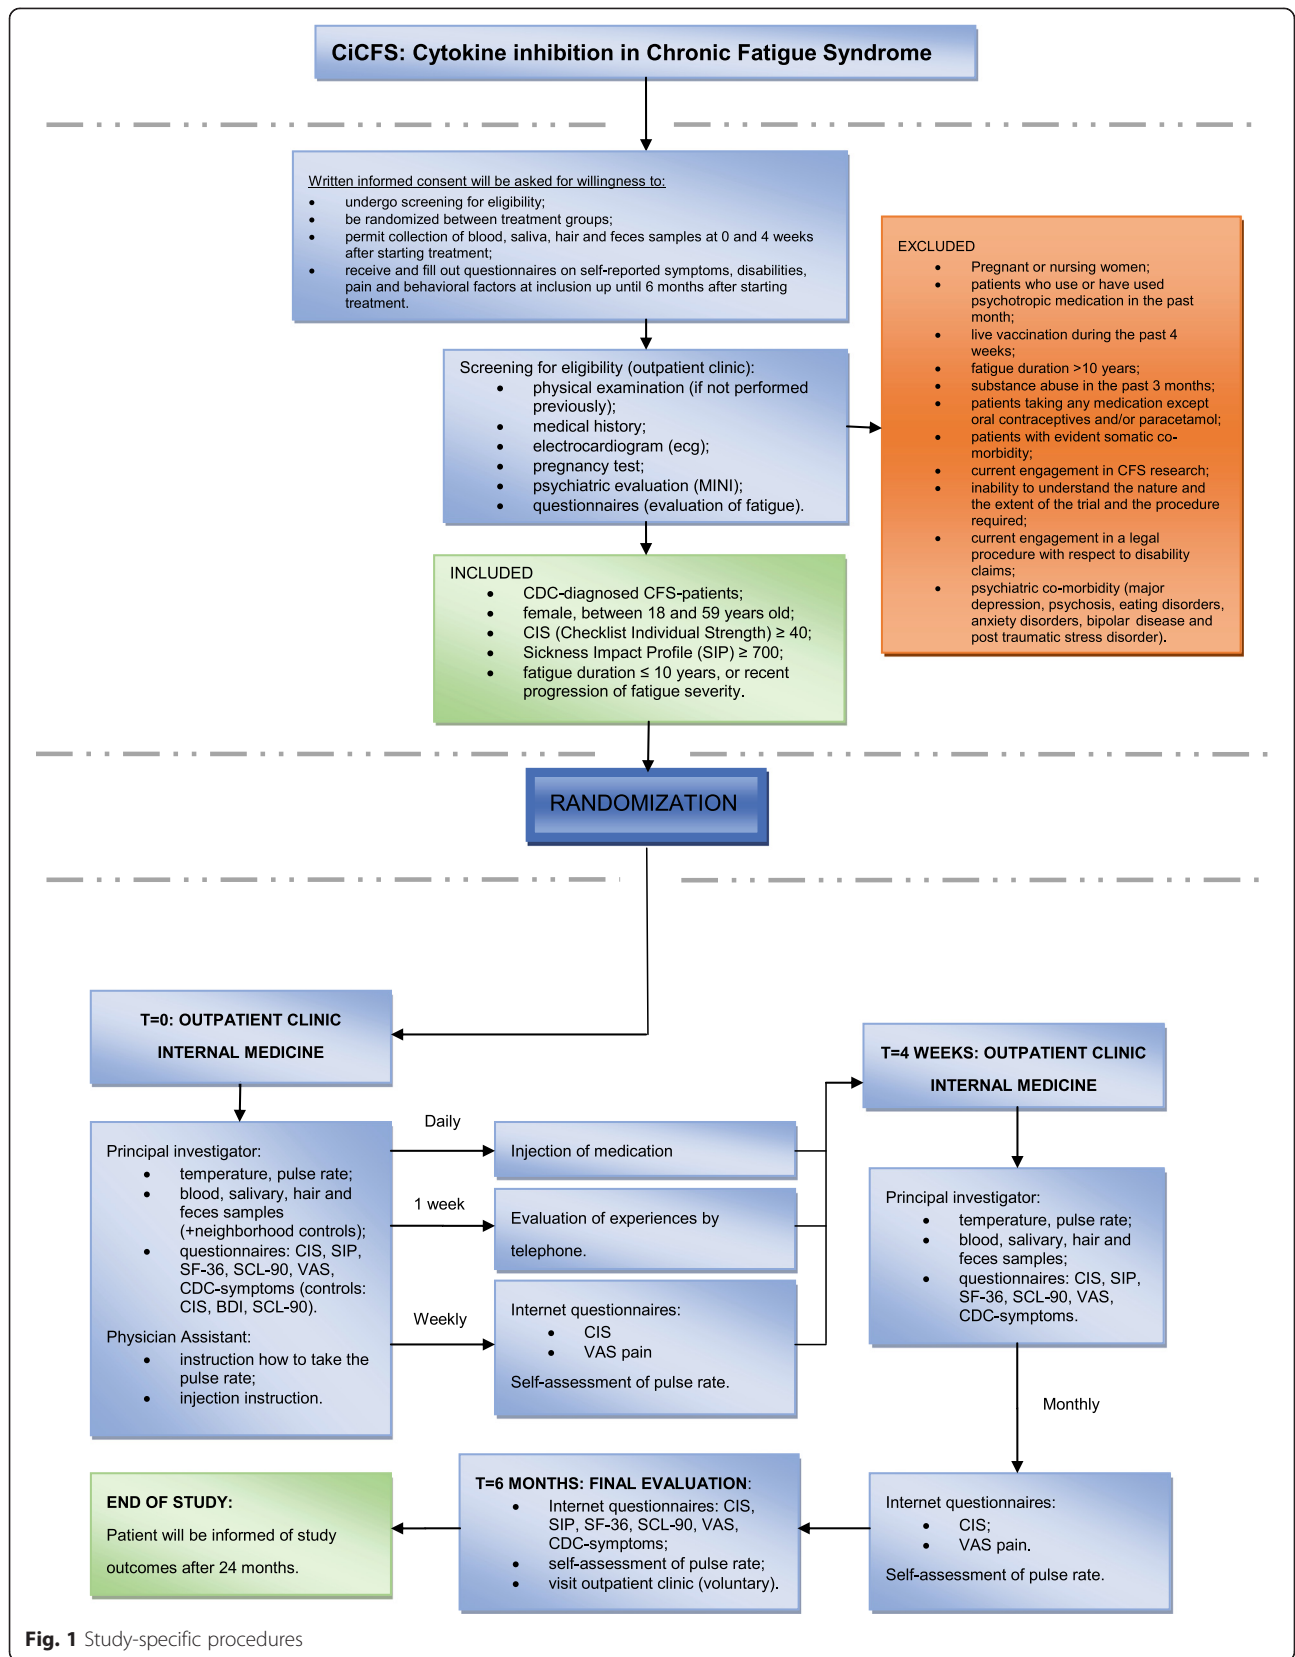 CiCFS: Cytokine inhibition in Chronic Fatigue Syndrome
Written informed consent will be asked for willingness to:
• undergo screening for eligibility;
• be randomized between treatment groups;
• permit collection of blood, saliva, hair and feces samples at 0 and 4 weeks
after starting treatment;
• receive and fill out questionnaires on self-reported symptoms, disabilities,
pain and behavioral factors at inclusion up until 6 months after starting
treatment.
Screening for eligibility (outpatient clinic):
• physical examination (if not performed
previously);
• medical history;
• electrocardiogram (ecg);
• pregnancy test;
• psychiatric evaluation (MINI);
• questionnaires (evaluation of fatigue).
EXCLUDED
• Pregnant or nursing women;
• patients who use or have used
psychotropic medication in the past
month;
• live vaccination during the past 4
weeks;
• fatigue duration >10 years;
• substance abuse in the past 3 months;
• patients taking any medication except
oral contraceptives and/or paracetamol;
• patients with evident somatic co-
morbidity;
• current engagement in CFS research;
• inability to understand the nature and
the extent of the trial and the procedure
required;
• current engagement in a legal
procedure with respect to disability
claims;
• psychiatric co-morbidity (major
depression, psychosis, eating disorders,
anxiety disorders, bipolar disease and
post traumatic stress disorder).
INCLUDED
• CDC-diagnosed CFS-patients;
• female, between 18 and 59 years old;
• CIS (Checklist Individual Strength) ≥ 40;
• Sickness Impact Profile (SIP) ≥ 700;
• fatigue duration ≤ 10 years, or recent
progression of fatigue severity.
RANDOMIZATION
T=0: OUTPATIENT CLINIC
INTERNAL MEDICINE
Principal investigator:
• temperature, pulse rate;
• blood, salivary, hair and
feces samples
(+neighborhood controls);
• questionnaires: CIS, SIP,
SF-36, SCL-90, VAS,
CDC-symptoms (controls:
CIS, BDI, SCL-90).
Physician Assistant:
• instruction how to take the
pulse rate;
• injection instruction.
Daily
Injection of medication
1 week
Evaluation of experiences by
telephone.
Weekly
Internet questionnaires:
• CIS
• VAS pain
Self-assessment of pulse rate.
T=4 WEEKS: OUTPATIENT CLINIC
INTERNAL MEDICINE
Principal investigator:
• temperature, pulse rate;
• blood, salivary, hair and
feces samples;
• questionnaires: CIS, SIP,
SF-36, SCL-90, VAS,
CDC-symptoms.
Monthly
Internet questionnaires:
• CIS;
• VAS pain.
Self-assessment of pulse rate.
T=6 MONTHS: FINAL EVALUATION:
• Internet questionnaires: CIS,
SIP, SF-36, SCL-90, VAS,
CDC-symptoms;
• self-assessment of pulse rate;
• visit outpatient clinic (voluntary).
END OF STUDY:
Patient will be informed of study
outcomes after 24 months.
Fig. 1 Study-specific procedures